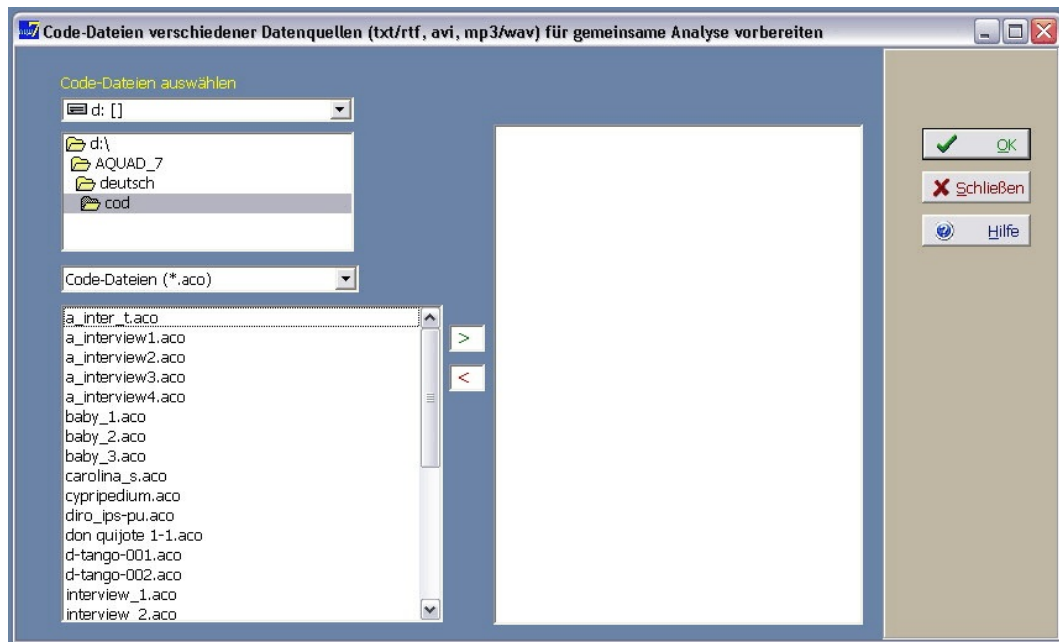 Code-Dateien verschiedener Datenquellen (txt/rtf, avi, mp3/wav) für gemeinsame Analyse vorbereiten
Code-Dateien auswählen
d: []
d:\
AQUAD_7
deutsch
cod
Code-Dateien (*.aco)
a_inter_t.aco
a_interview1.aco
a_interview2.aco
a_interview3.aco
a_interview4.aco
baby_1.aco
baby_2.aco
baby_3.aco
carolina_s.aco
cypripedium.aco
diro_ips-pu.aco
don quijote 1-1.aco
d-tango-001.aco
d-tango-002.aco
interview_1.aco
interview_2.aco
>
<
OK
Schließen
Hilfe